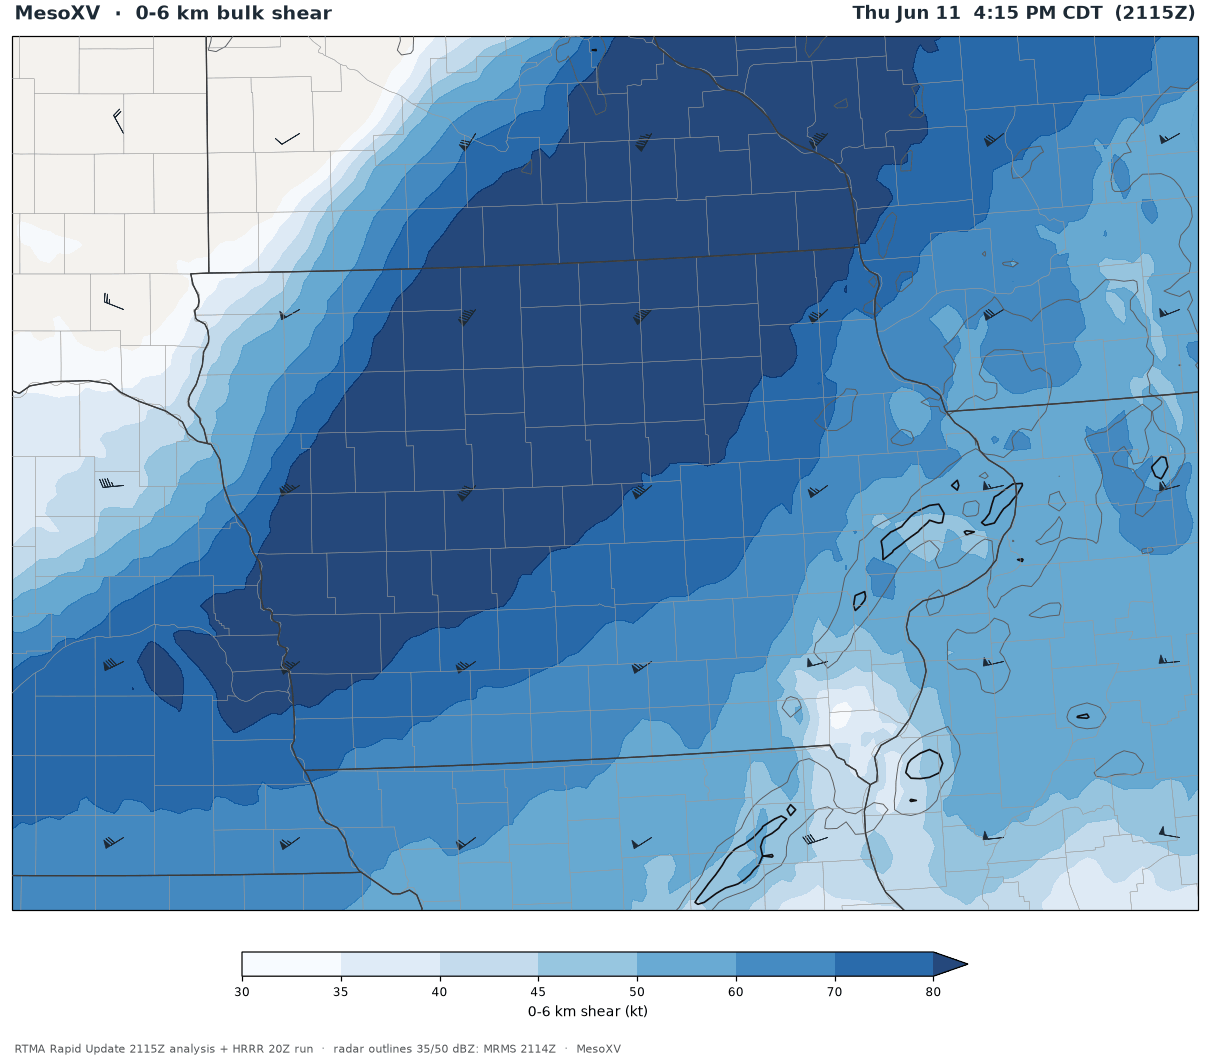 MesoXV · 0-6 km bulk shear
Thu Jun 11 4:15 PM CDT (2115Z)
30 35 40 45 50 60 70 80
0-6 km shear (kt)
RTMA Rapid Update 2115Z analysis + HRRR 20Z run · radar outlines 35/50 dBZ: MRMS 2114Z · MesoXV